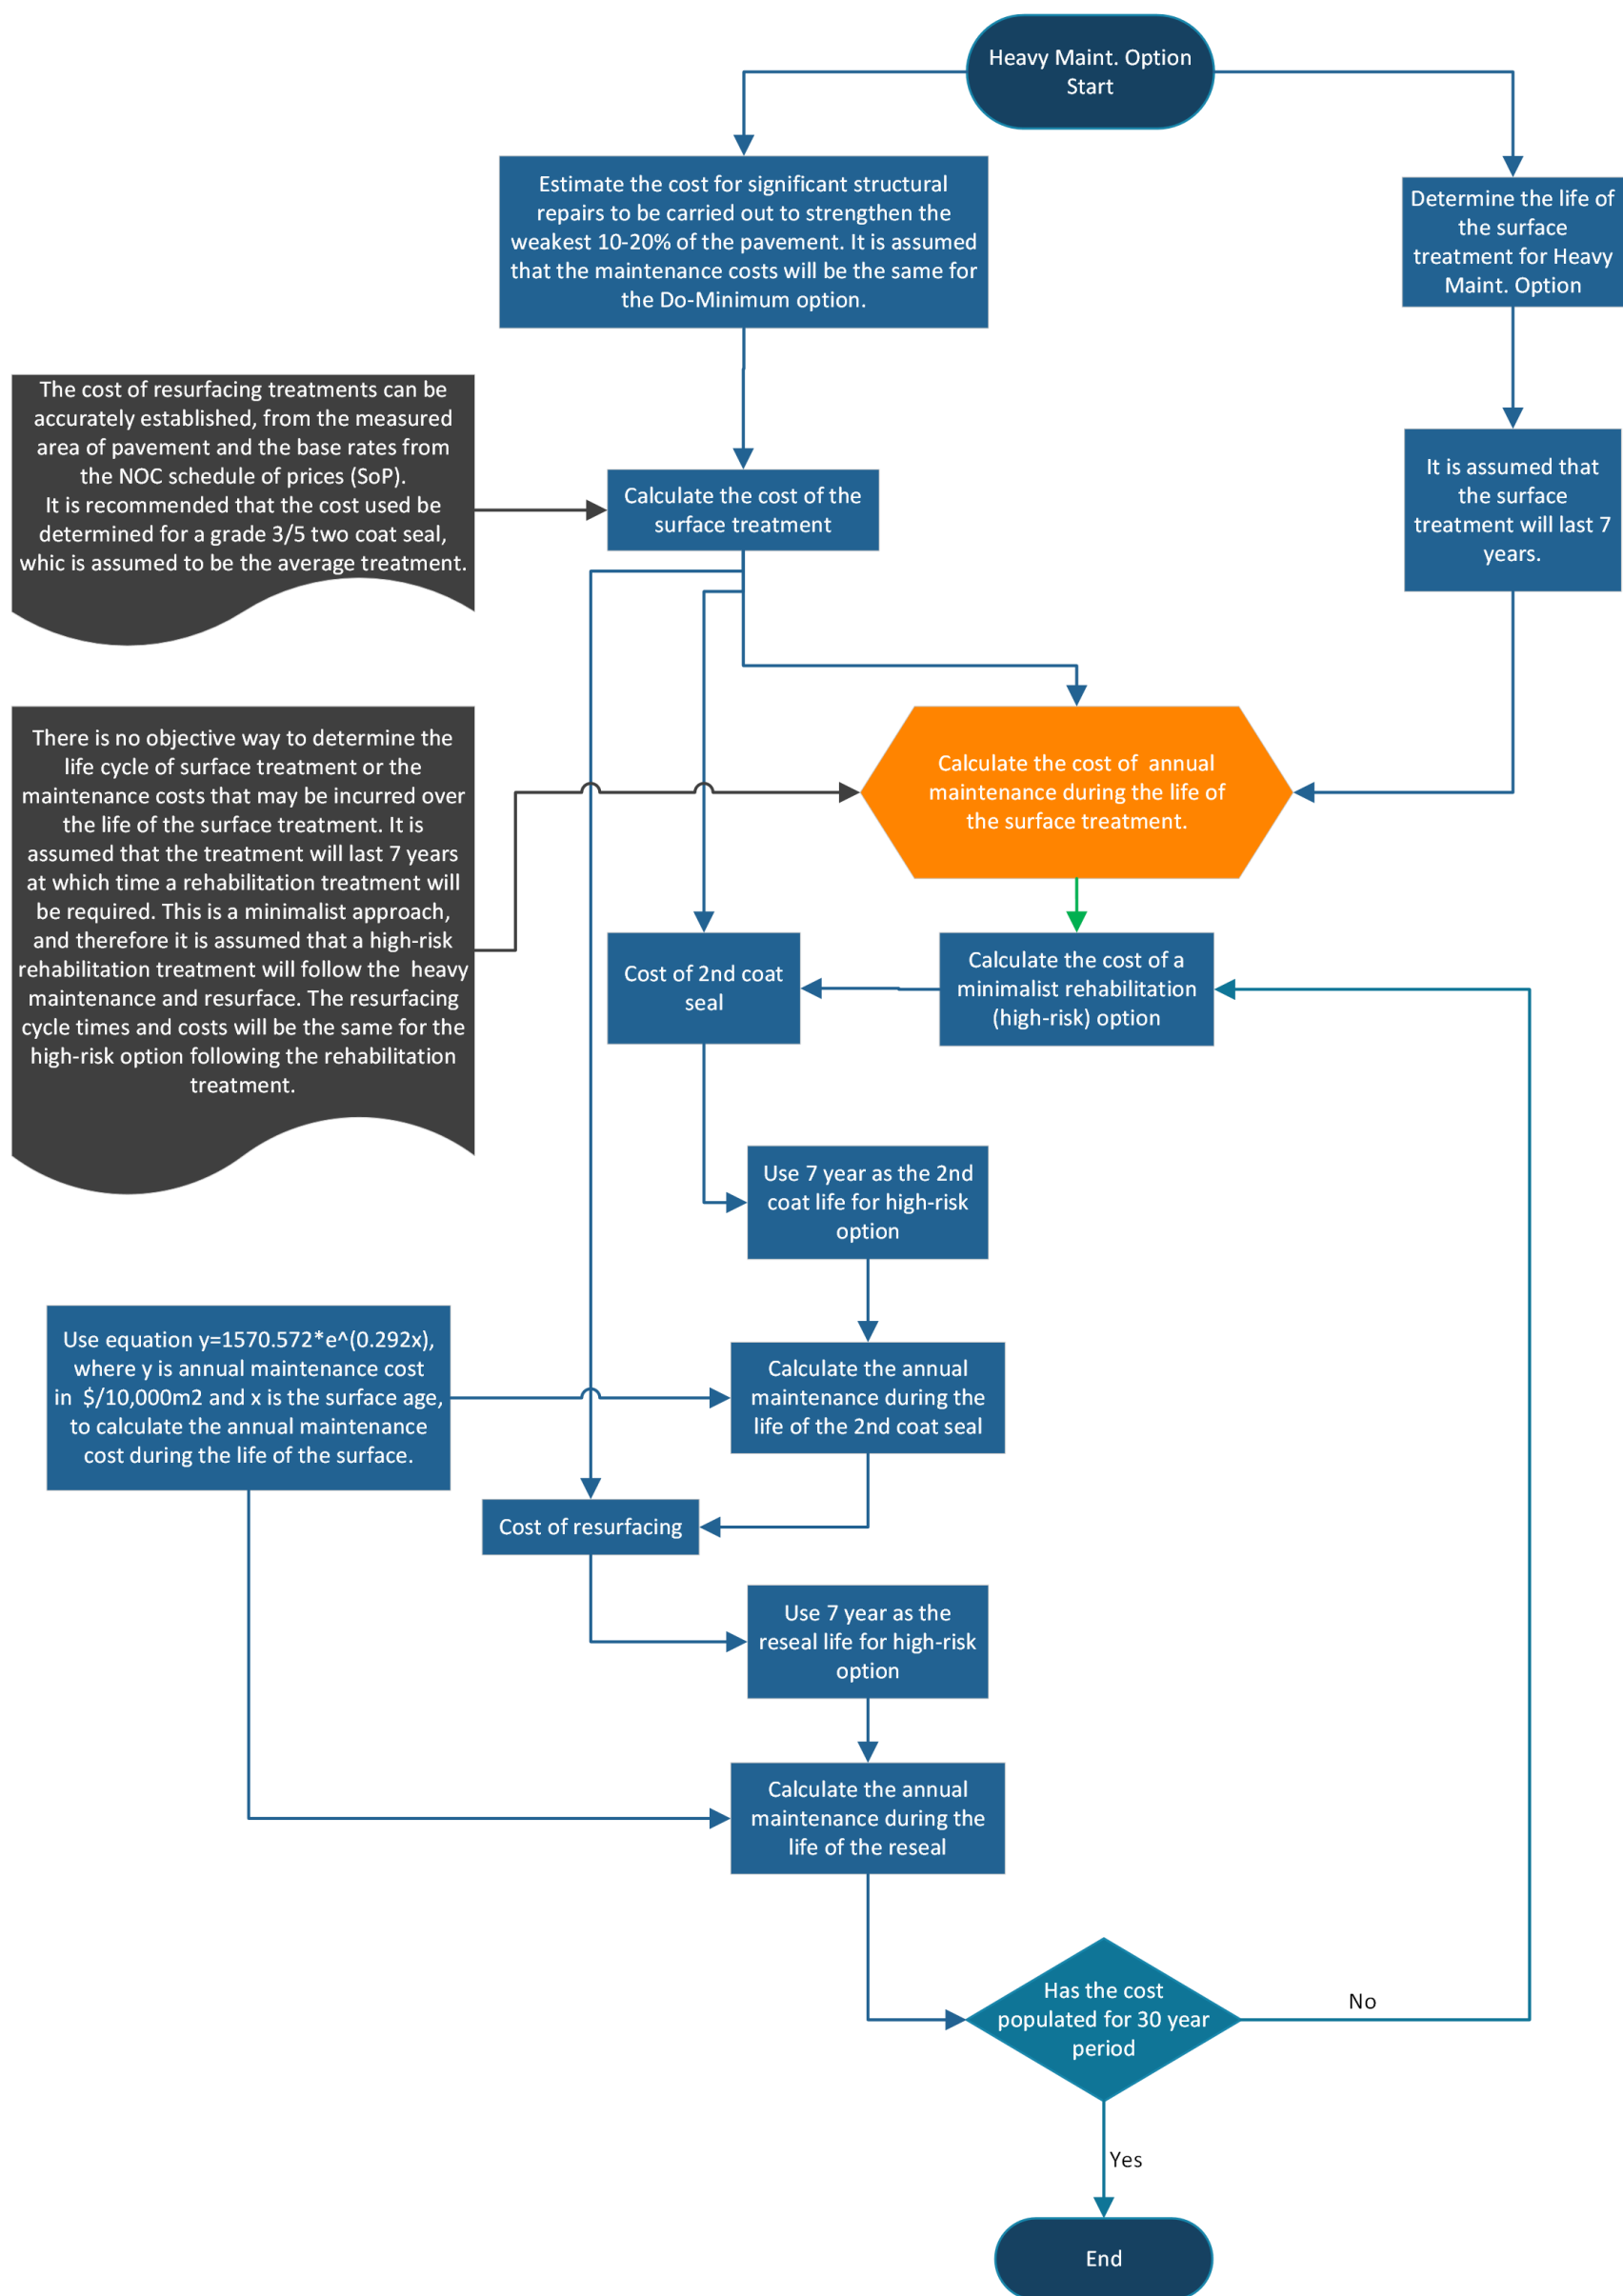 Heavy Maint. Option
Start
Estimate the cost for significant structural
repairs to be carried out to strengthen the
weakest 10-20% of the pavement. It is assumed
that the maintenance costs will be the same for
the Do-Minimum option.
Determine the life of
the surface
treatment for Heavy
Maint. Option
The cost of resurfacing treatments can be
accurately established, from the measured
area of pavement and the base rates from
the NOC schedule of prices (SoP).
It is recommended that the cost used be
determined for a grade 3/5 two coat seal,
whic is assumed to be the average treatment.
Calculate the cost of the
surface treatment
It is assumed that
the surface
treatment will last 7
years.
There is no objective way to determine the
life cycle of surface treatment or the
maintenance costs that may be incurred over
the life of the surface treatment. It is
assumed that the treatment will last 7 years
at which time a rehabilitation treatment will
be required. This is a minimalist approach,
and therefore it is assumed that a high-risk
rehabilitation treatment will follow the heavy
maintenance and resurface. The resurfacing
cycle times and costs will be the same for the
high-risk option following the rehabilitation
treatment.
Calculate the cost of annual
maintenance during the life of
the surface treatment.
Cost of 2nd coat
seal
Calculate the cost of a
minimalist rehabilitation
(high-risk) option
Use 7 year as the 2nd
coat life for high-risk
option
Use equation y=1570.572*e^(0.292x),
where y is annual maintenance cost
in $/10,000m2 and x is the surface age,
to calculate the annual maintenance
cost during the life of the surface.
Calculate the annual
maintenance during the
life of the 2nd coat seal
Cost of resurfacing
Use 7 year as the
reseal life for high-risk
option
Calculate the annual
maintenance during the
life of the reseal
Has the cost
populated for 30 year
period
No
Yes
End